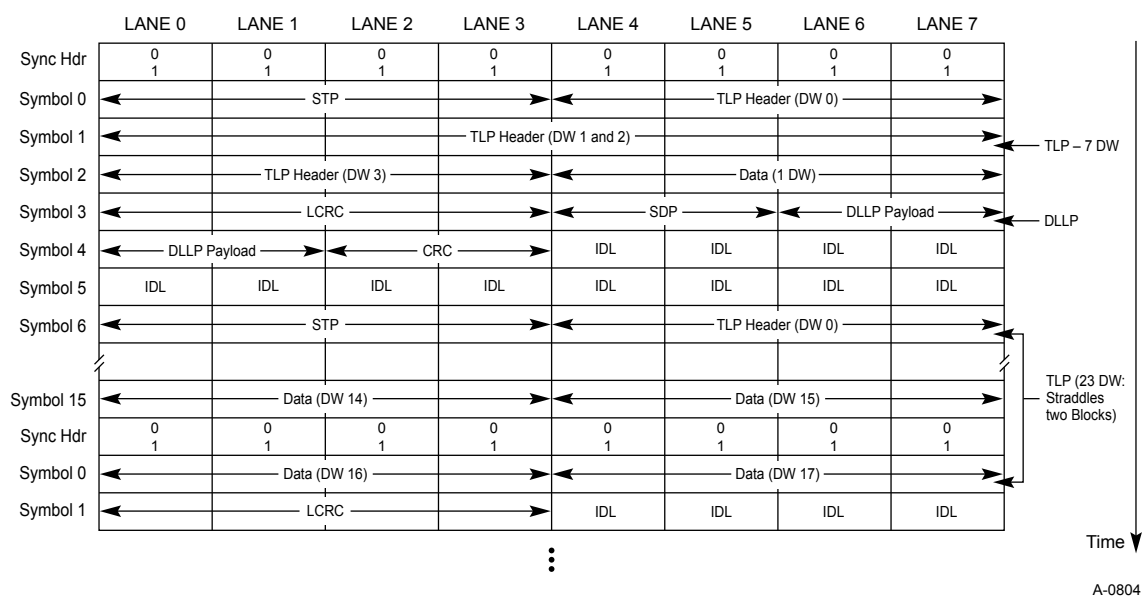 LANE 0 LANE 1 LANE 2 LANE 3 LANE 4 LANE 5 LANE 6 LANE 7
Sync Hdr 0 0 0 0 0 0 0 0
1 1 1 1 1 1 1 1
Symbol 0 STP TLP Header (DW 0)
Symbol 1 TLP Header (DW 1 and 2)
TLP – 7 DW
Symbol 2 TLP Header (DW 3) Data (1 DW)
Symbol 3 LCRC SDP DLLP Payload
DLLP
Symbol 4 DLLP Payload CRC IDL IDL IDL IDL
Symbol 5 IDL IDL IDL IDL IDL IDL IDL IDL
Symbol 6 STP TLP Header (DW 0)
TLP (23 DW:
Straddles
two Blocks)
Symbol 15 Data (DW 14) Data (DW 15)
Sync Hdr 0 0 0 0 0 0 0 0
1 1 1 1 1 1 1 1
Symbol 0 Data (DW 16) Data (DW 17)
Symbol 1 LCRC IDL IDL IDL IDL
Time
A-0804